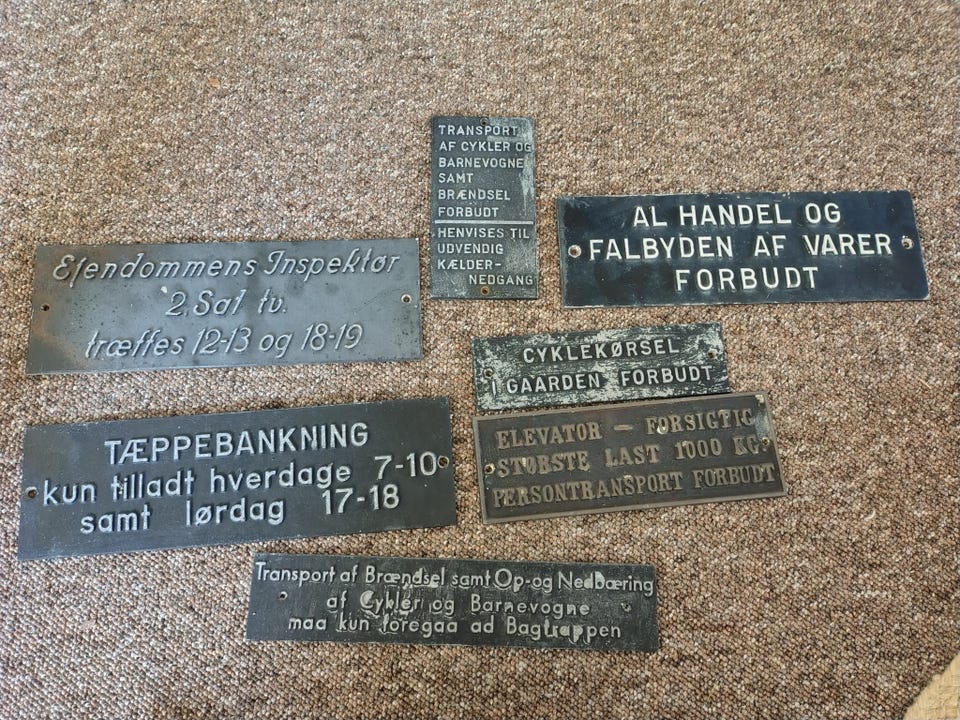 TRANSPORT
AF CYKLER OG
BARNEVOGNE
SAMT
BRÆNDSEL
FORBUDT
HENVISES TIL
UDVENDIG
KÆLDER-
NEDGANG
AL HANDEL OG
FALBYDEN AF VARER
FORBUDT
Ejendommens Inspektør
2. Sal tv.
træffes 12-13 og 18-19
CYKLEKØRSEL
I GAARDEN FORBUDT
ELEVATOR — FORSIGTIG
STØRSTE LAST 1000 KG.
PERSONTRANSPORT FORBUDT
TÆPPEBANKNING
kun tilladt hverdage 7-10
samt lørdag 17-18
Transport af Brændsel samt Op- og Nedbæring
af Cykler og Barnevogne
maa kun foregaa ad Bagtrappen